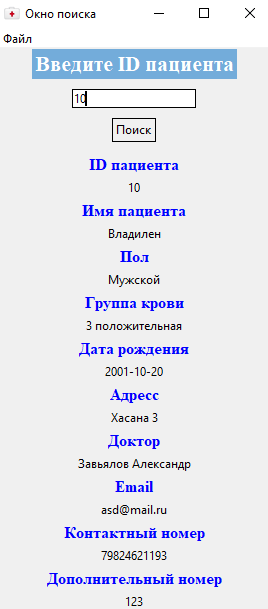 Окно поиска
Файл
Введите ID пациента
10
Поиск
ID пациента
10
Имя пациента
Владилен
Пол
Мужской
Группа крови
3 положительная
Дата рождения
2001-10-20
Адресс
Хасана 3
Доктор
Завьялов Александр
Email
asd@mail.ru
Контактный номер
79824621193
Дополнительный номер
123